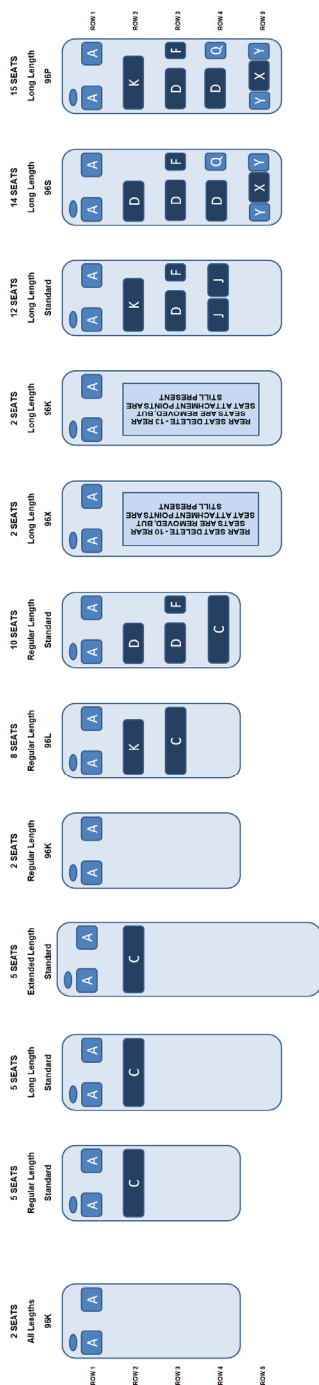 2 SEATS
All Lengths
96K
ROW 1
ROW 2
ROW 3
ROW 4
ROW 5
A A
5 SEATS
Regular Length
Standard
A A
C
5 SEATS
Long Length
Standard
A A
C
5 SEATS
Extended Length
Standard
A A
C
2 SEATS
Regular Length
96K
A A
8 SEATS
Regular Length
96L
A A
K
C
10 SEATS
Regular Length
Standard
A A
D
D F
C
2 SEATS
Long Length
96X
A A
REAR SEAT DELETE - 10 REAR
SEATS ARE REMOVED, BUT
SEAT ATTACHMENT POINTS ARE
STILL PRESENT
2 SEATS
Long Length
96K
A A
REAR SEAT DELETE - 13 REAR
SEATS ARE REMOVED, BUT
SEAT ATTACHMENT POINTS ARE
STILL PRESENT
12 SEATS
Long Length
Standard
A A
K
D F
J J
14 SEATS
Long Length
96S
A A
D
D F
D Q
Y X Y
15 SEATS
Long Length
96P
A A
K
D F
D Q
Y X Y
ROW 1
ROW 2
ROW 3
ROW 4
ROW 5